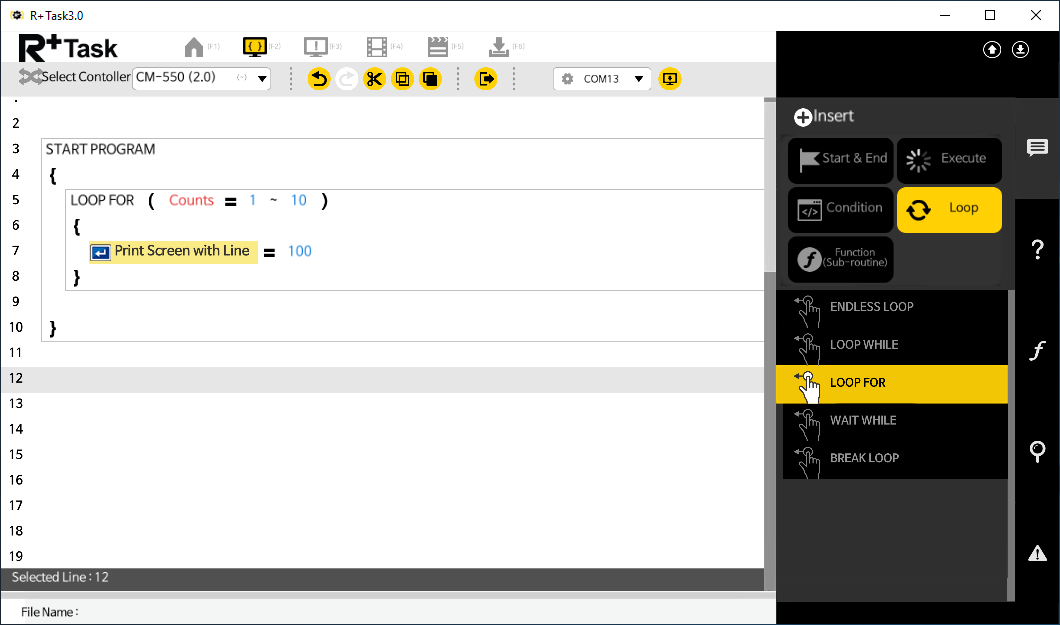 R+ Task3.0
R+Task
(F1) (F2) (F3) (F4) (F5) (F6)
Select Contoller CM-550 (2.0) COM13
2
3 START PROGRAM
4 {
5 LOOP FOR ( Counts = 1 ~ 10 )
6 {
7 Print Screen with Line = 100
8 }
9
10 }
11
12
13
14
15
16
17
18
19
Selected Line : 12
File Name :
Insert
Start & End Execute
Condition Loop
Function
(Sub-routine)
ENDLESS LOOP
LOOP WHILE
LOOP FOR
WAIT WHILE
BREAK LOOP